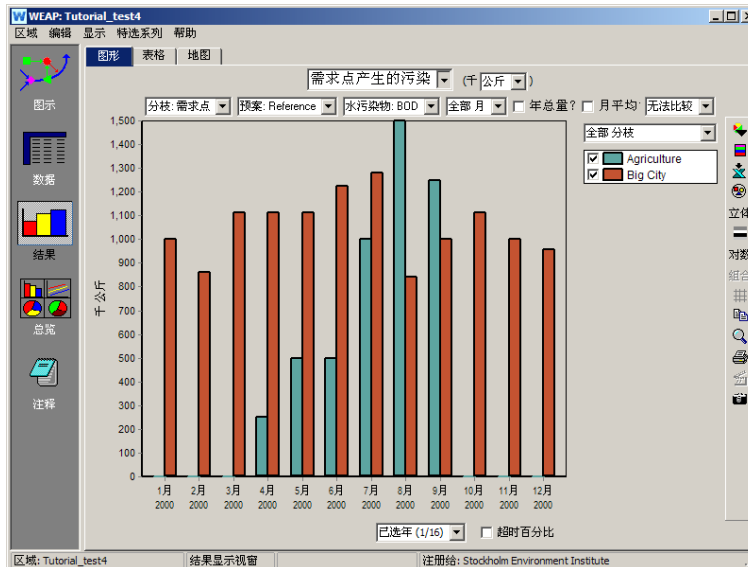 WEAP: Tutorial_test4
区域 编辑 显示 特选系列 帮助
图形 表格 地图
需求点产生的污染 (千 公斤 )
分枝: 需求点 预案: Reference 水污染物: BOD 全部 月 年总量? 月平均 无法比较
全部 分枝
Agriculture
Big City
图示
数据
结果
总览
注释
千 公斤
1,500
1,400
1,300
1,200
1,100
1,000
900
800
700
600
500
400
300
200
100
0
1月 2月 3月 4月 5月 6月 7月 8月 9月 10月 11月 12月
2000 2000 2000 2000 2000 2000 2000 2000 2000 2000 2000 2000
已选年 (1/16) 超时百分比
立体
对数
组合
区域: Tutorial_test4 结果显示视窗 注册给: Stockholm Environment Institute